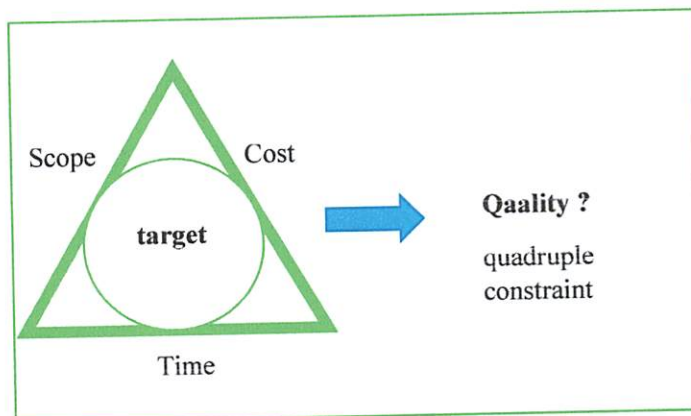 Scope
Cost
target
Time
Qaality ?
quadruple
constraint